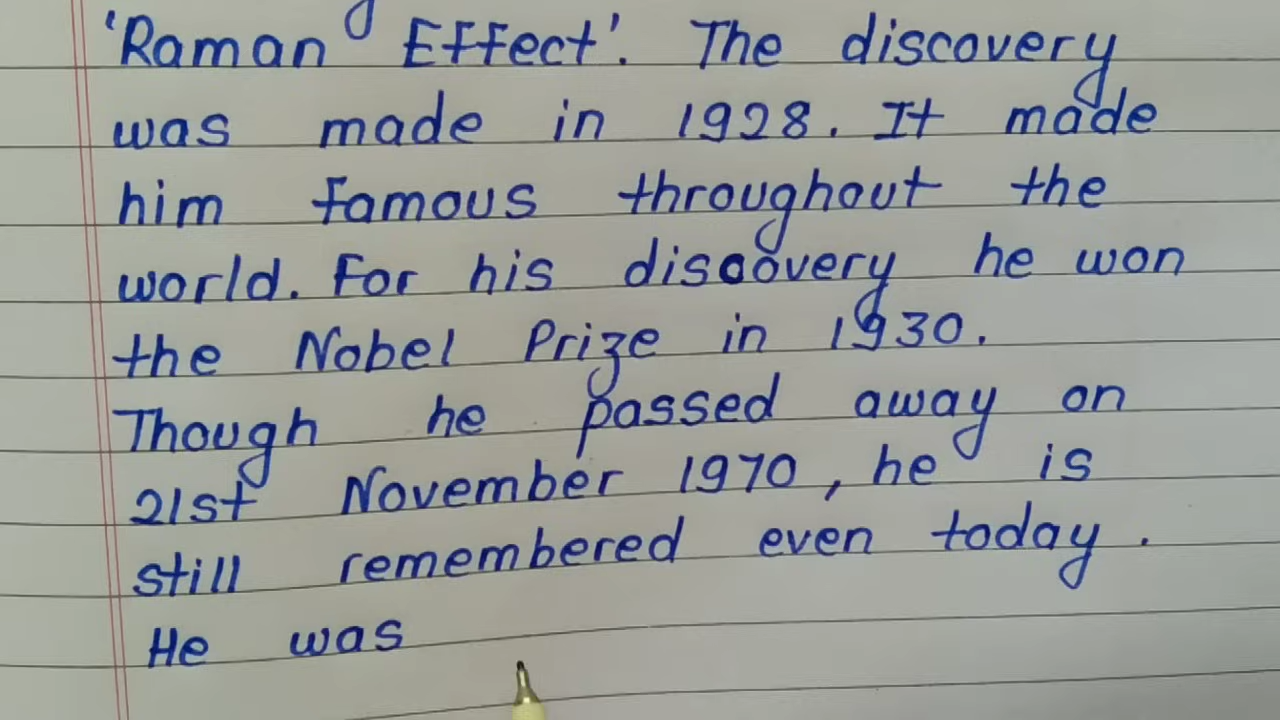 'Raman Effect'. The discovery
was made in 1928. It made
him famous throughout the
world. For his discovery he won
the Nobel Prize in 1930.
Though he passed away on
21st November 1970, he is
still remembered even today.
He was